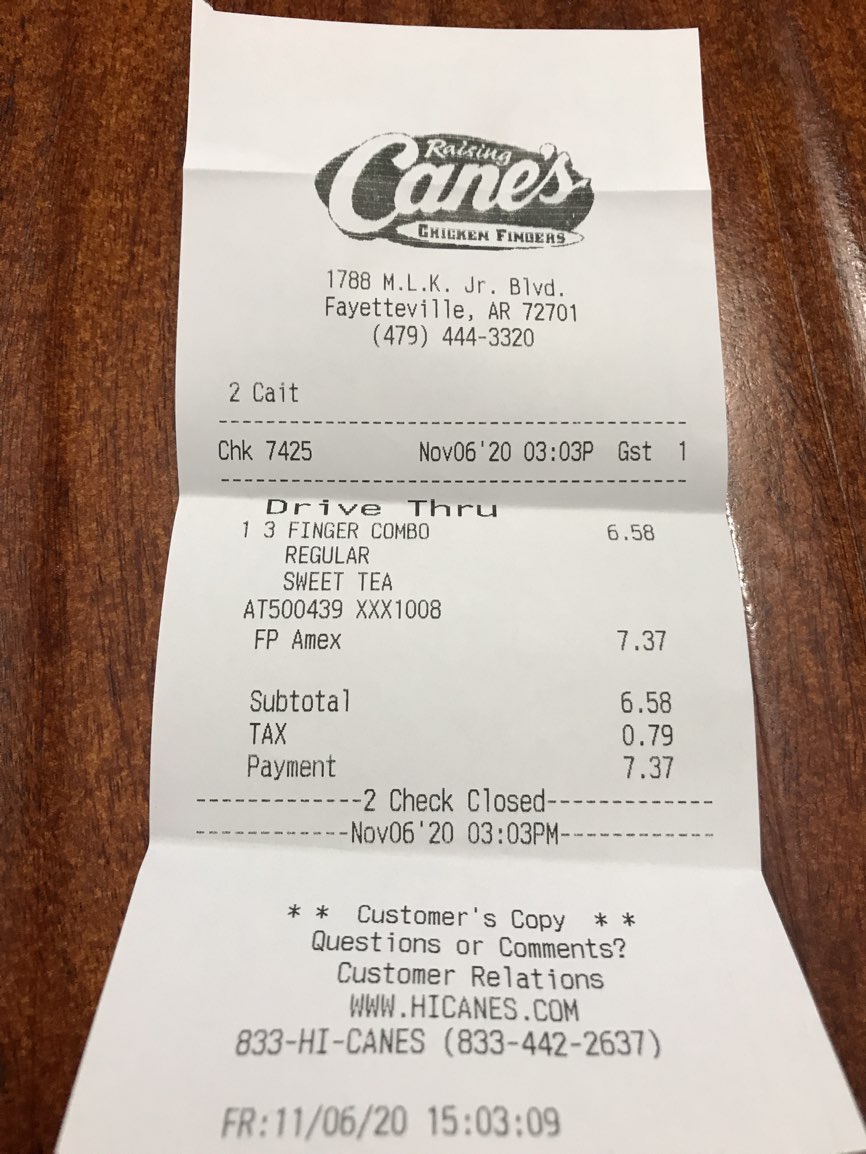 Raising
Cane's
CHICKEN FINGERS
1788 M.L.K. Jr. Blvd.
Fayetteville, AR 72701
(479) 444-3320
2 Cait
----------------------------------------
Chk 7425 Nov06'20 03:03P Gst 1
----------------------------------------
Drive Thru
1 3 FINGER COMBO 6.58
REGULAR
SWEET TEA
AT500439 XXX1008
FP Amex 7.37
Subtotal 6.58
TAX 0.79
Payment 7.37
-------------2 Check Closed-------------
------------Nov06'20 03:03PM------------
* * Customer's Copy * *
Questions or Comments?
Customer Relations
WWW.HICANES.COM
833-HI-CANES (833-442-2637)
FR:11/06/20 15:03:09